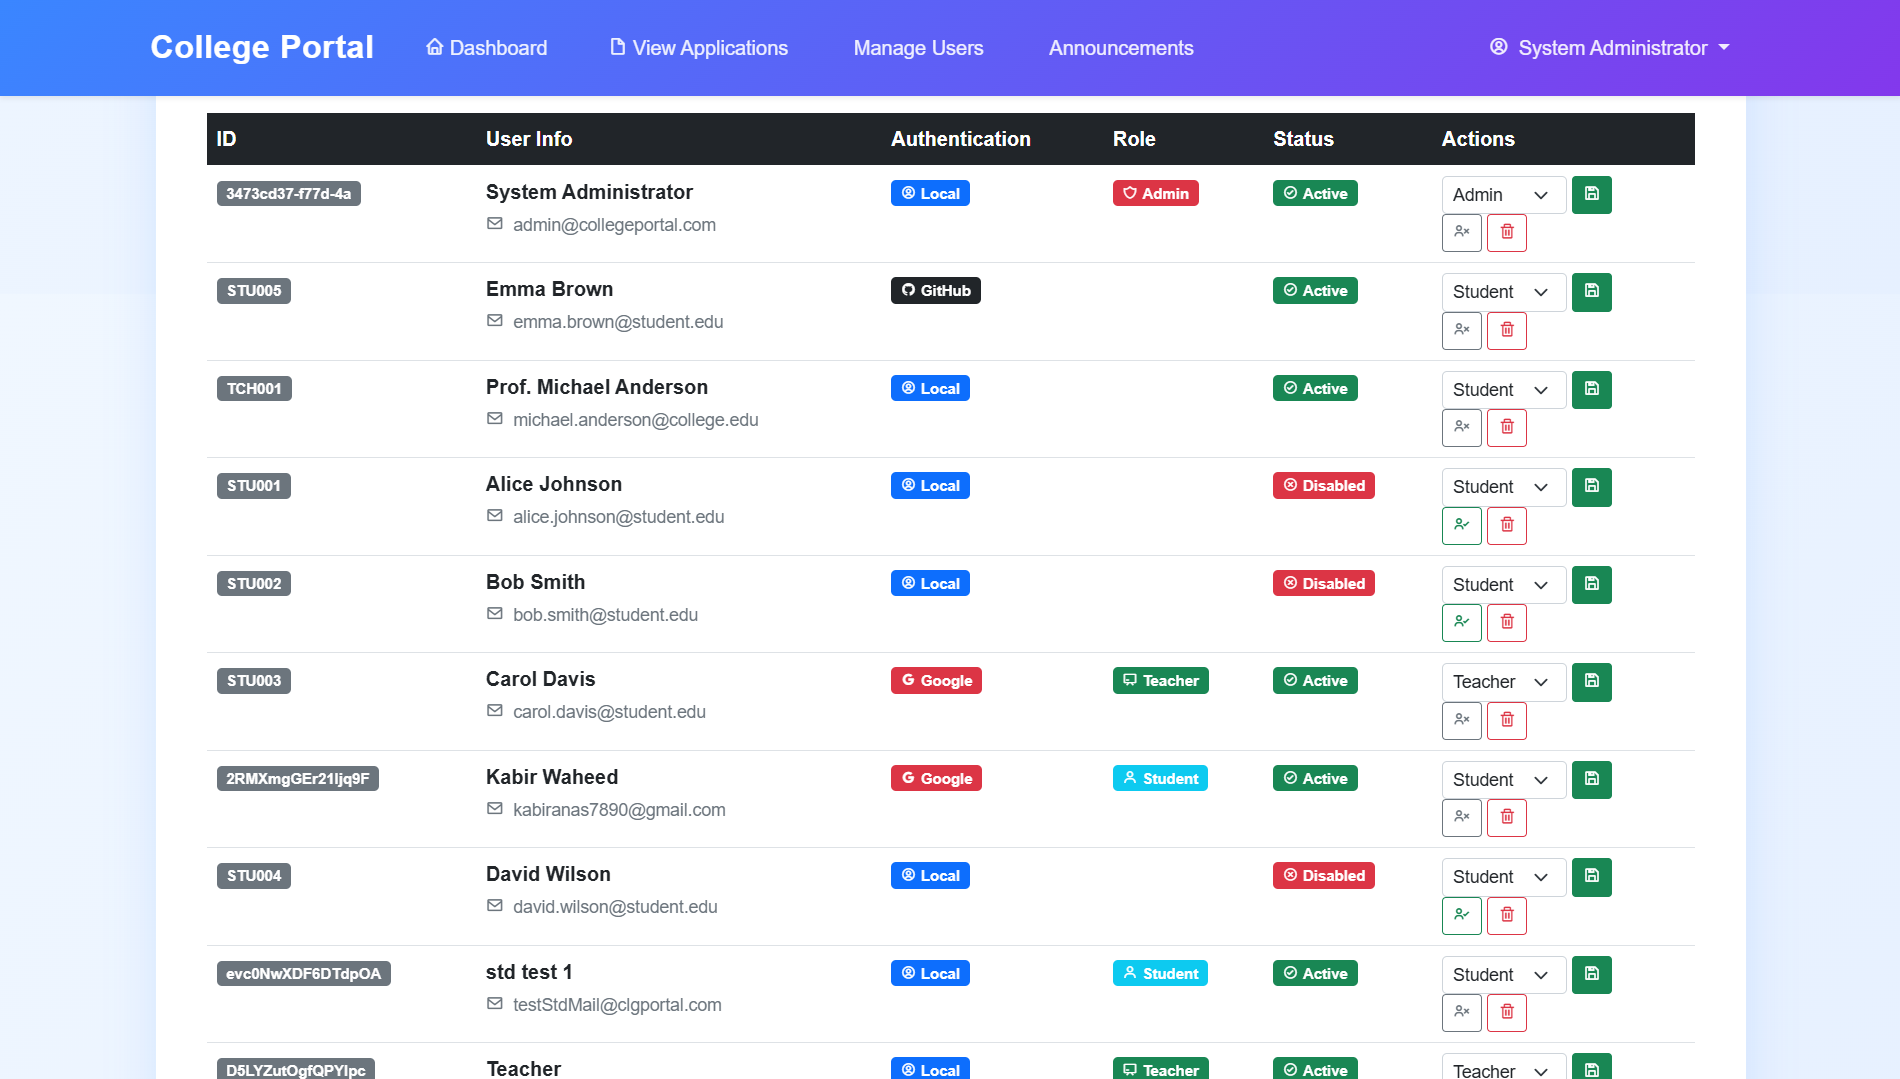 College Portal Dashboard View Applications Manage Users Announcements System Administrator
ID User Info Authentication Role Status Actions
3473cd37-f77d-4a System Administrator Local Admin Active Admin
admin@collegeportal.com
STU005 Emma Brown GitHub Active Student
emma.brown@student.edu
TCH001 Prof. Michael Anderson Local Active Student
michael.anderson@college.edu
STU001 Alice Johnson Local Disabled Student
alice.johnson@student.edu
STU002 Bob Smith Local Disabled Student
bob.smith@student.edu
STU003 Carol Davis Google Teacher Active Teacher
carol.davis@student.edu
2RMXmgGEr21ljq9F Kabir Waheed Google Student Active Student
kabiranas7890@gmail.com
STU004 David Wilson Local Disabled Student
david.wilson@student.edu
evc0NwXDF6DTdpOA std test 1 Local Student Active Student
testStdMail@clgportal.com
D5LYZutOgfQPYIpc Teacher Local Teacher Active Teacher